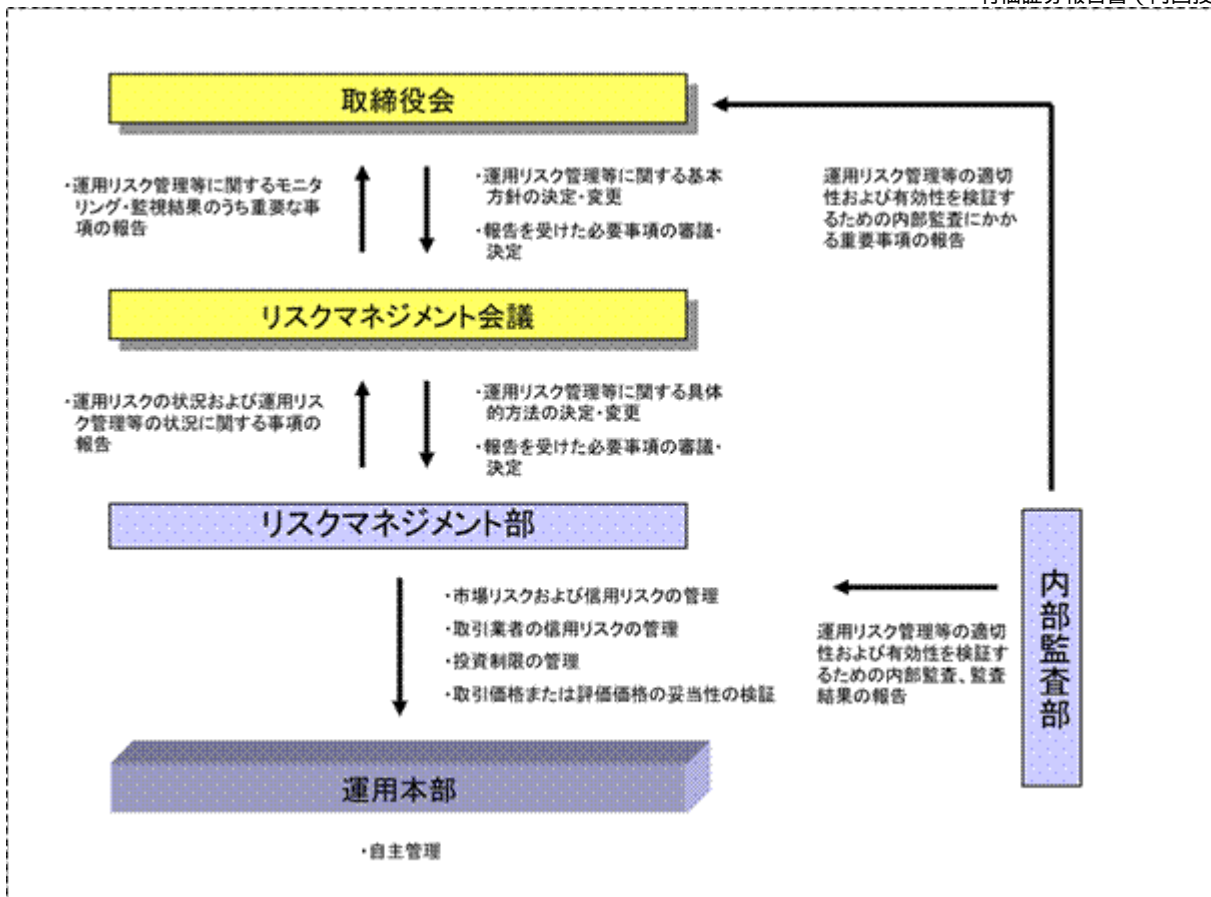 取締役会
・運用リスク管理等に関するモニタ
リング・監視結果のうち重要な事
項の報告
・運用リスク管理等に関する基本
方針の決定・変更
・報告を受けた必要事項の審議・
決定
運用リスク管理等の適切
性および有効性を検証す
るための内部監査にかか
る重要事項の報告
リスクマネジメント会議
・運用リスクの状況および運用リス
ク管理等の状況に関する事項の
報告
・運用リスク管理等に関する具体
的方法の決定・変更
・報告を受けた必要事項の審議・
決定
リスクマネジメント部
・市場リスクおよび信用リスクの管理
・取引業者の信用リスクの管理
・投資制限の管理
・取引価格または評価価格の妥当性の検証
運用リスク管理等の適切
性および有効性を検証す
るための内部監査、監査
結果の報告
内部監査部
運用本部
・自主管理